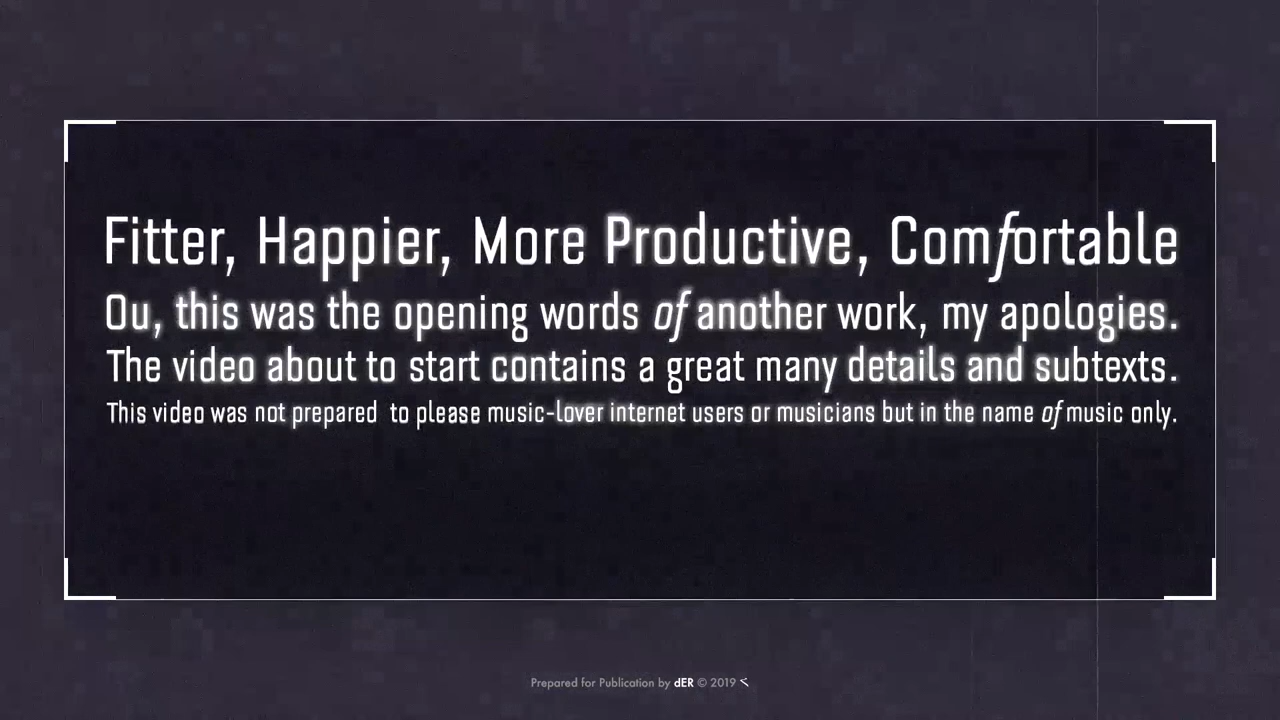 Fitter, Happier, More Productive, Comfortable
Ou, this was the opening words of another work, my apologies.
The video about to start contains a great many details and subtexts.
This video was not prepared to please music-lover internet users or musicians but in the name of music only.
Prepared for Publication by dER © 2019